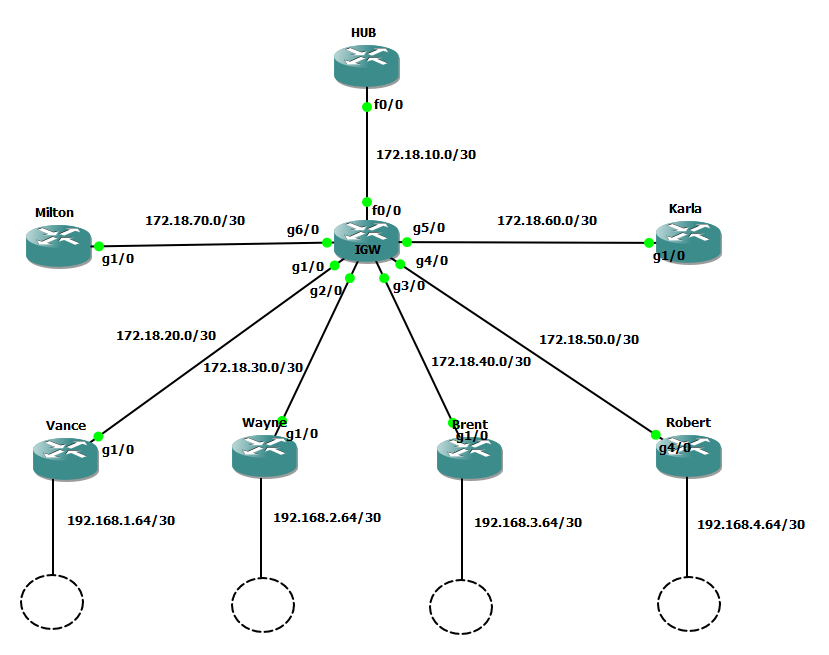 HUB
f0/0
172.18.10.0/30
Milton
172.18.70.0/30
f0/0
172.18.60.0/30
Karla
g6/0
g5/0
g1/0
IGW
g1/0
g1/0
g4/0
g2/0
g3/0
172.18.20.0/30
172.18.30.0/30
172.18.40.0/30
172.18.50.0/30
Vance
Wayne
Brent
Robert
g1/0
g1/0
g1/0
g4/0
192.168.1.64/30
192.168.2.64/30
192.168.3.64/30
192.168.4.64/30